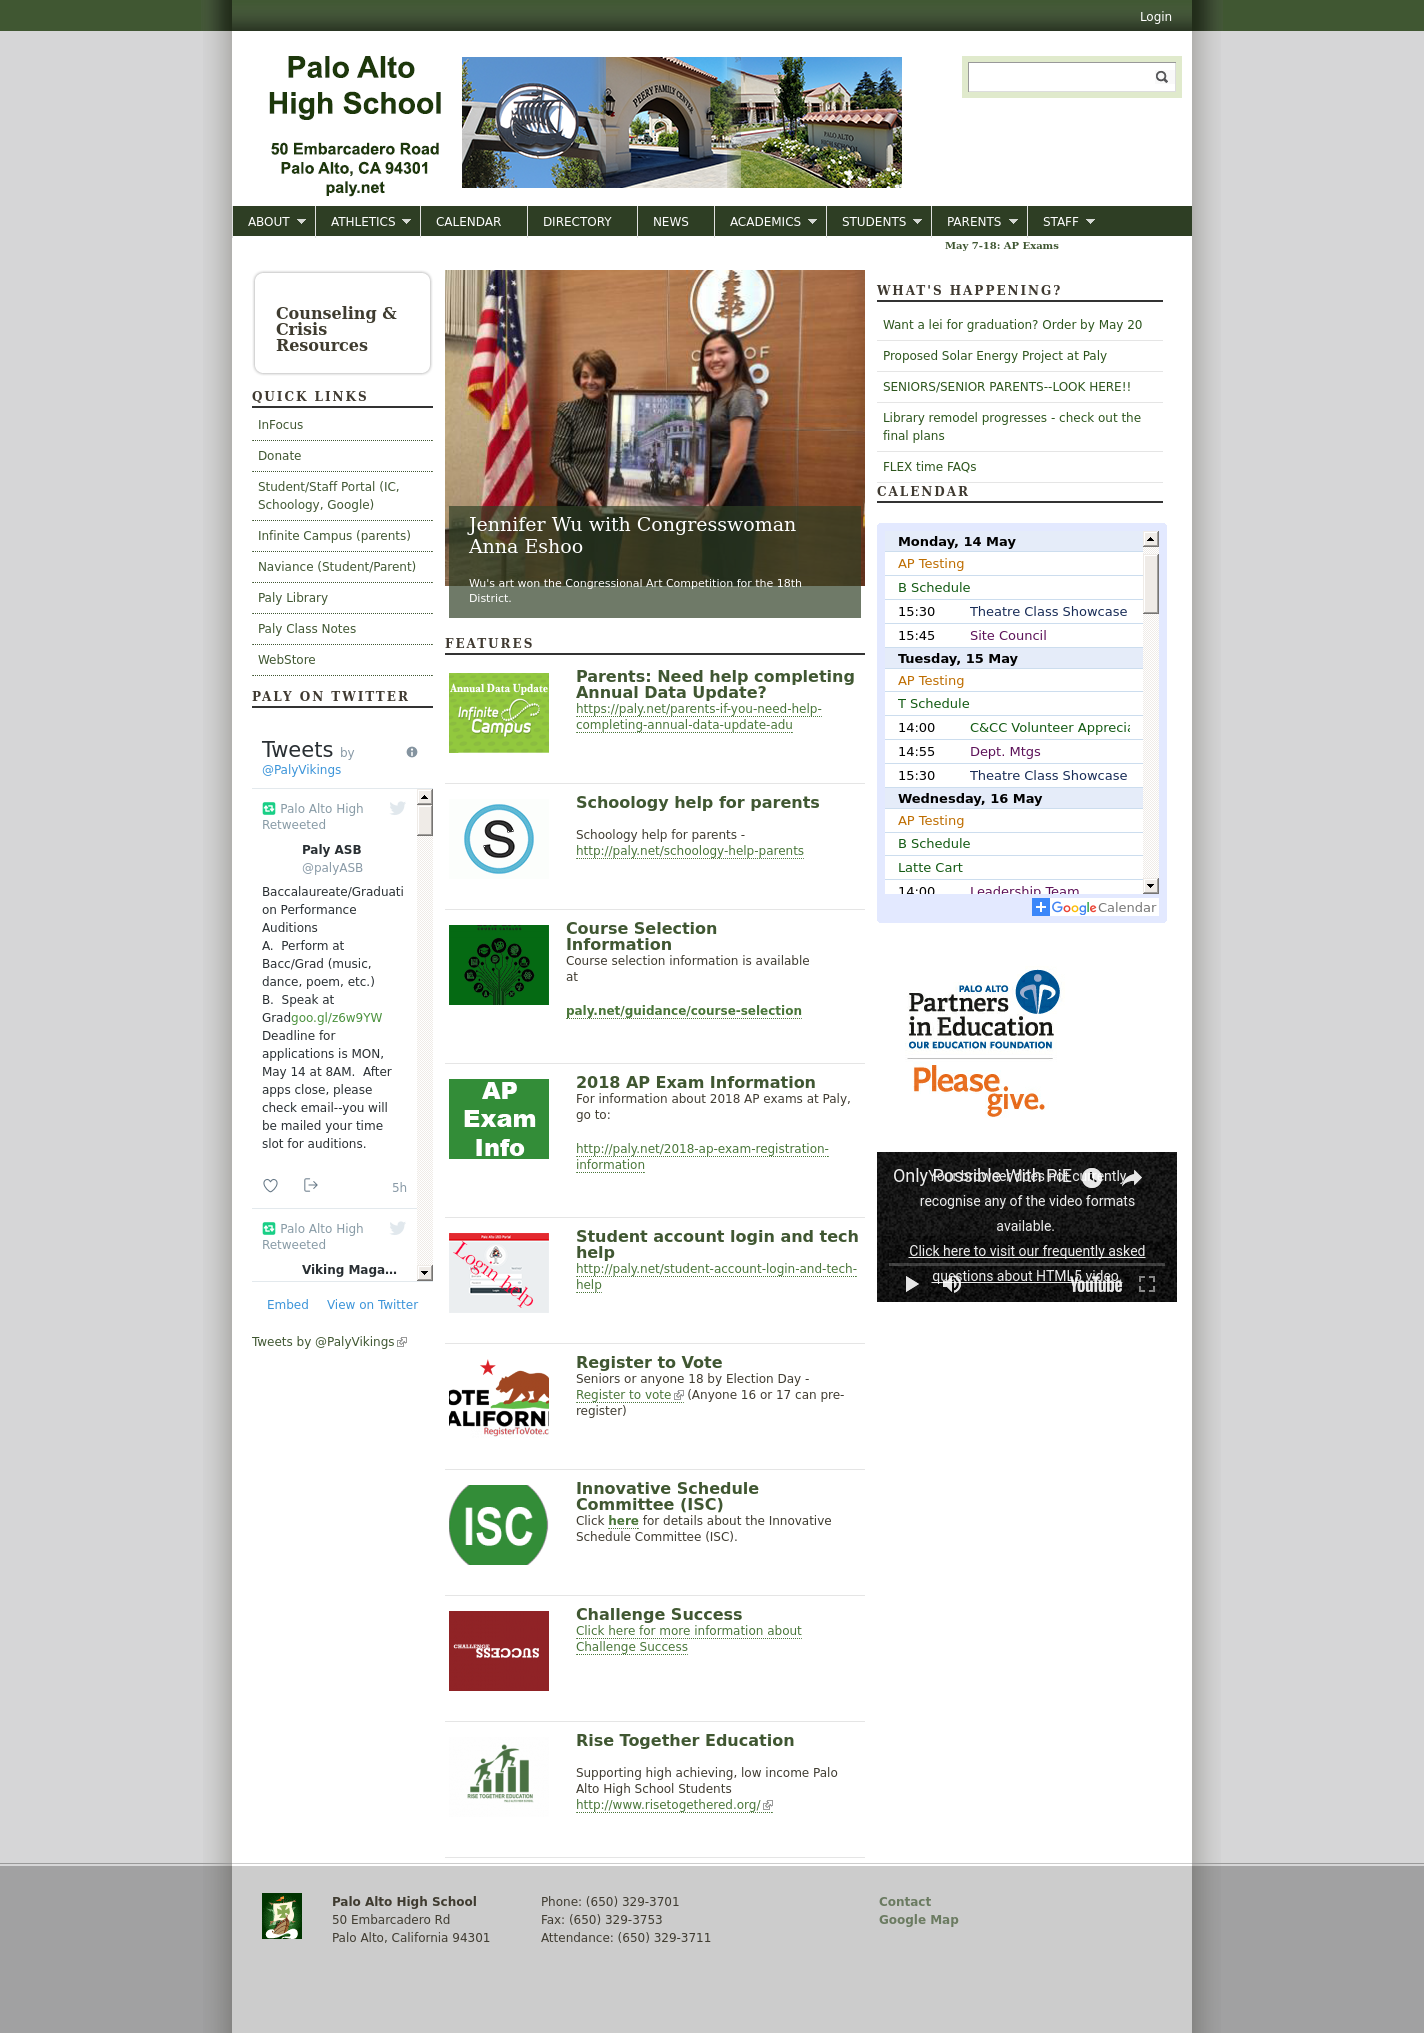 Login
Palo Alto
High School
50 Embarcadero Road
Palo Alto, CA 94301
paly.net
PEERY FAMILY CENTER
PALO ALTO
HIGH SCHOOL
ABOUT
ATHLETICS
CALENDAR
DIRECTORY
NEWS
ACADEMICS
STUDENTS
PARENTS
STAFF
May 7-18: AP Exams
Counseling &
Crisis
Resources
QUICK LINKS
InFocus
Donate
Student/Staff Portal (IC,
Schoology, Google)
Infinite Campus (parents)
Naviance (Student/Parent)
Paly Library
Paly Class Notes
WebStore
PALY ON TWITTER
Tweets by
@PalyVikings
Palo Alto High
Retweeted
Paly ASB
@palyASB
Baccalaureate/Graduati
on Performance
Auditions
A.  Perform at
Bacc/Grad (music,
dance, poem, etc.)
B.  Speak at
Gradgoo.gl/z6w9YW
Deadline for
applications is MON,
May 14 at 8AM.  After
apps close, please
check email--you will
be mailed your time
slot for auditions.
5h
Palo Alto High
Retweeted
Viking Maga...
Embed View on Twitter
Tweets by @PalyVikings
Jennifer Wu with Congresswoman
Anna Eshoo
Wu's art won the Congressional Art Competition for the 18th
District.
FEATURES
Annual Data Update
Infinite
Campus
Parents: Need help completing
Annual Data Update?
https://paly.net/parents-if-you-need-help-
completing-annual-data-update-adu
S
Schoology help for parents
Schoology help for parents -
http://paly.net/schoology-help-parents
Course Selection
Information
Course selection information is available
at
paly.net/guidance/course-selection
AP
Exam
Info
2018 AP Exam Information
For information about 2018 AP exams at Paly,
go to:
http://paly.net/2018-ap-exam-registration-
information
Login help
Student account login and tech
help
http://paly.net/student-account-login-and-tech-
help
OTE
ALIFORNI
RegisterToVote.c
Register to Vote
Seniors or anyone 18 by Election Day -
Register to vote (Anyone 16 or 17 can pre-
register)
ISC
Innovative Schedule
Committee (ISC)
Click here for details about the Innovative
Schedule Committee (ISC).
CHALLENGE
SUCCESS
Challenge Success
Click here for more information about
Challenge Success
RISE TOGETHER EDUCATION
Rise Together Education
Supporting high achieving, low income Palo
Alto High School Students
http://www.risetogethered.org/
WHAT'S HAPPENING?
Want a lei for graduation? Order by May 20
Proposed Solar Energy Project at Paly
SENIORS/SENIOR PARENTS--LOOK HERE!!
Library remodel progresses - check out the
final plans
FLEX time FAQs
CALENDAR
Monday, 14 May
AP Testing
B Schedule
15:30 Theatre Class Showcase
15:45 Site Council
Tuesday, 15 May
AP Testing
T Schedule
14:00 C&CC Volunteer Apprecia
14:55 Dept. Mtgs
15:30 Theatre Class Showcase
Wednesday, 16 May
AP Testing
B Schedule
Latte Cart
14:00 Leadership Team
Google Calendar
PALO ALTO
Partners
in Education
OUR EDUCATION FOUNDATION
Please
give.
Only Possible With PiE
Your browser does not currently
recognise any of the video formats
available.
Click here to visit our frequently asked
questions about HTML5 video.
YouTube
Palo Alto High School
50 Embarcadero Rd
Palo Alto, California 94301
Phone: (650) 329-3701
Fax: (650) 329-3753
Attendance: (650) 329-3711
Contact
Google Map